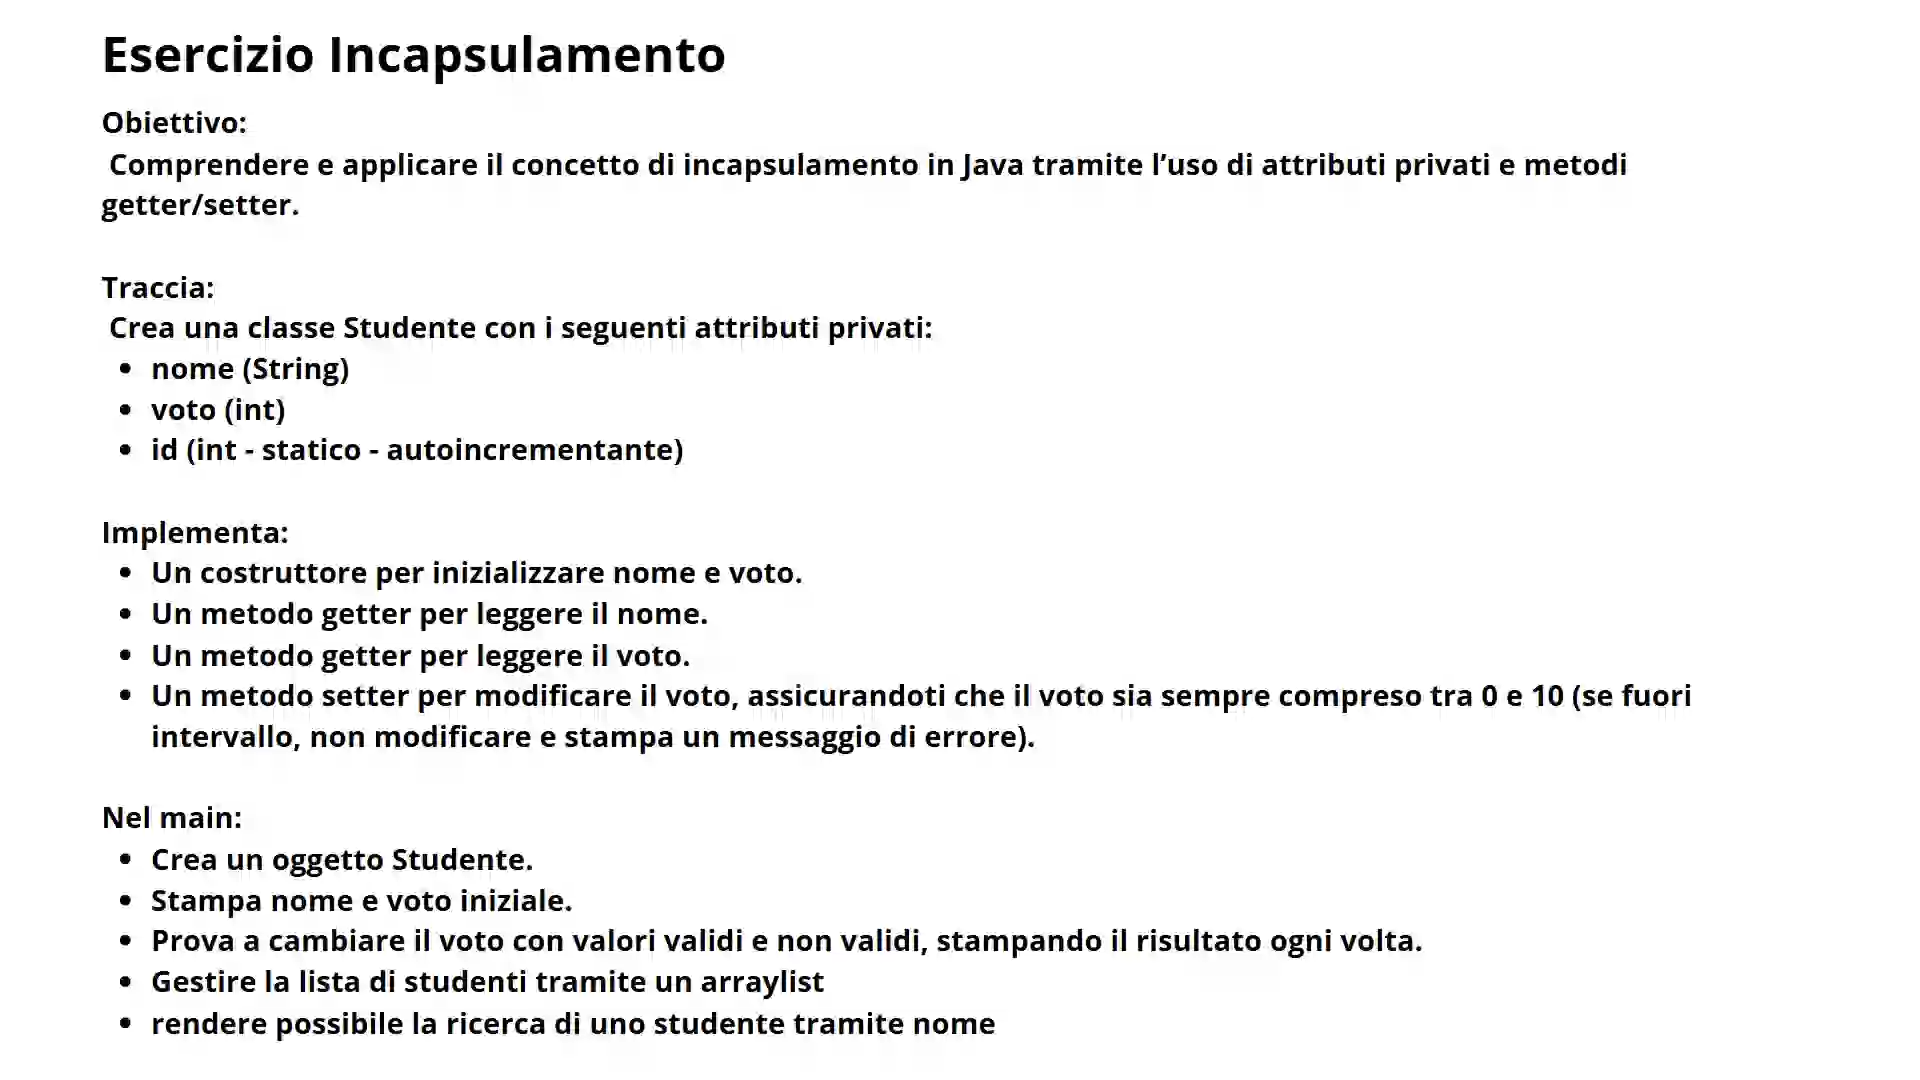 Esercizio Incapsulamento
Obiettivo:
Comprendere e applicare il concetto di incapsulamento in Java tramite l’uso di attributi privati e metodi
getter/setter.
Traccia:
Crea una classe Studente con i seguenti attributi privati:
• nome (String)
• voto (int)
• id (int - statico - autoincrementante)
Implementa:
• Un costruttore per inizializzare nome e voto.
• Un metodo getter per leggere il nome.
• Un metodo getter per leggere il voto.
• Un metodo setter per modificare il voto, assicurandoti che il voto sia sempre compreso tra 0 e 10 (se fuori
intervallo, non modificare e stampa un messaggio di errore).
Nel main:
• Crea un oggetto Studente.
• Stampa nome e voto iniziale.
• Prova a cambiare il voto con valori validi e non validi, stampando il risultato ogni volta.
• Gestire la lista di studenti tramite un arraylist
• rendere possibile la ricerca di uno studente tramite nome